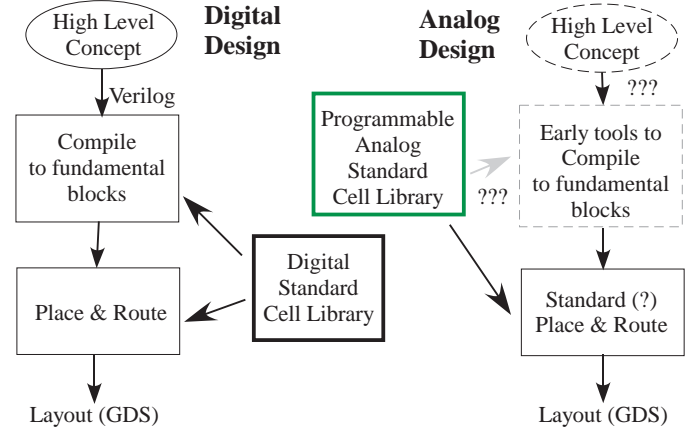 High Level
Concept
Digital
Design
Verilog
Compile
to fundamental
blocks
Digital
Standard
Cell Library
Place & Route
Layout (GDS)
Analog
Design
High Level
Concept
???
Programmable
Analog
Standard
Cell Library
???
Early tools to
Compile
to fundamental
blocks
Standard (?)
Place & Route
Layout (GDS)